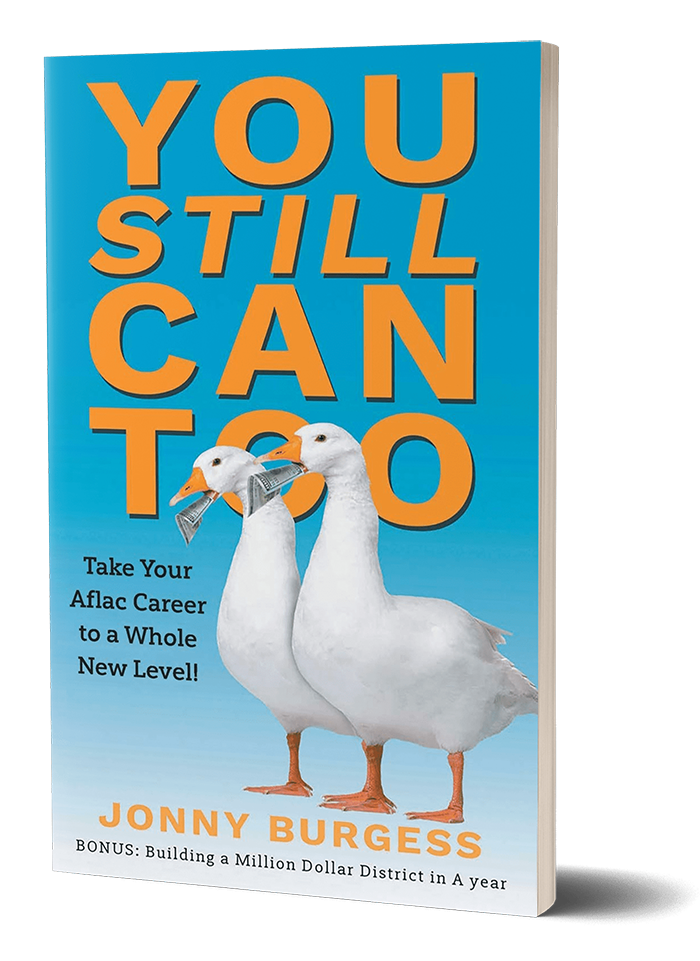 YOU
STILL
CAN
TOO
Take Your
Aflac Career
to a Whole
New Level!
JONNY BURGESS
BONUS: Building a Million Dollar District in A year